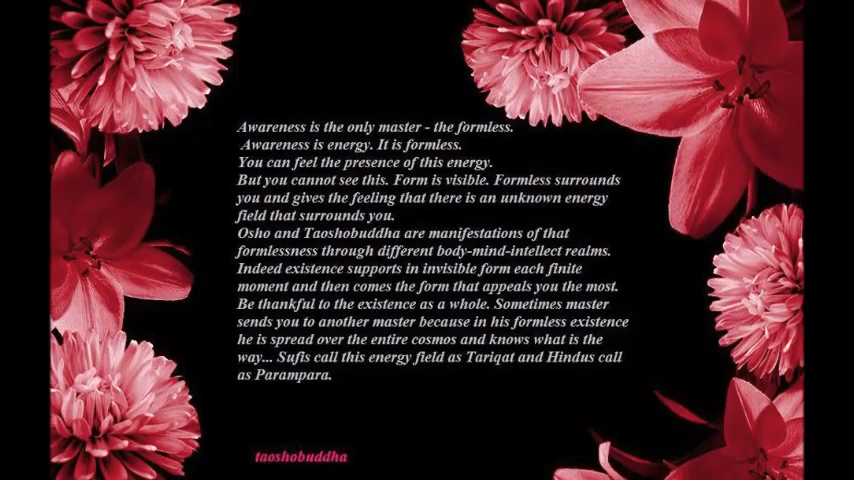 Awareness is the only master - the formless.
Awareness is energy. It is formless.
You can feel the presence of this energy.
But you cannot see this. Form is visible. Formless surrounds
you and gives the feeling that there is an unknown energy
field that surrounds you.
Osho and Taoshobuddha are manifestations of that
formlessness through different body-mind-intellect realms.
Indeed existence supports in invisible form each finite
moment and then comes the form that appeals you the most.
Be thankful to the existence as a whole. Sometimes master
sends you to another master because in his formless existence
he is spread over the entire cosmos and knows what is the
way... Sufis call this energy field as Tariqat and Hindus call
as Parampara.
taoshobuddha